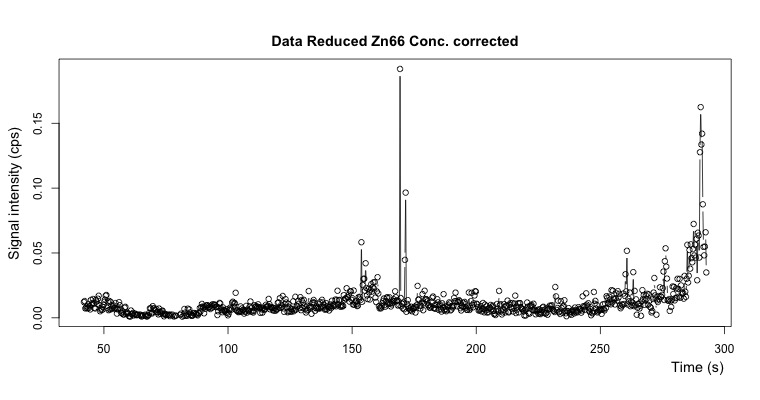 Data Reduced Zn66 Conc. corrected
Signal intensity (cps)
0.15
0.10
0.05
0.00
50 100 150 200 250 300
Time (s)